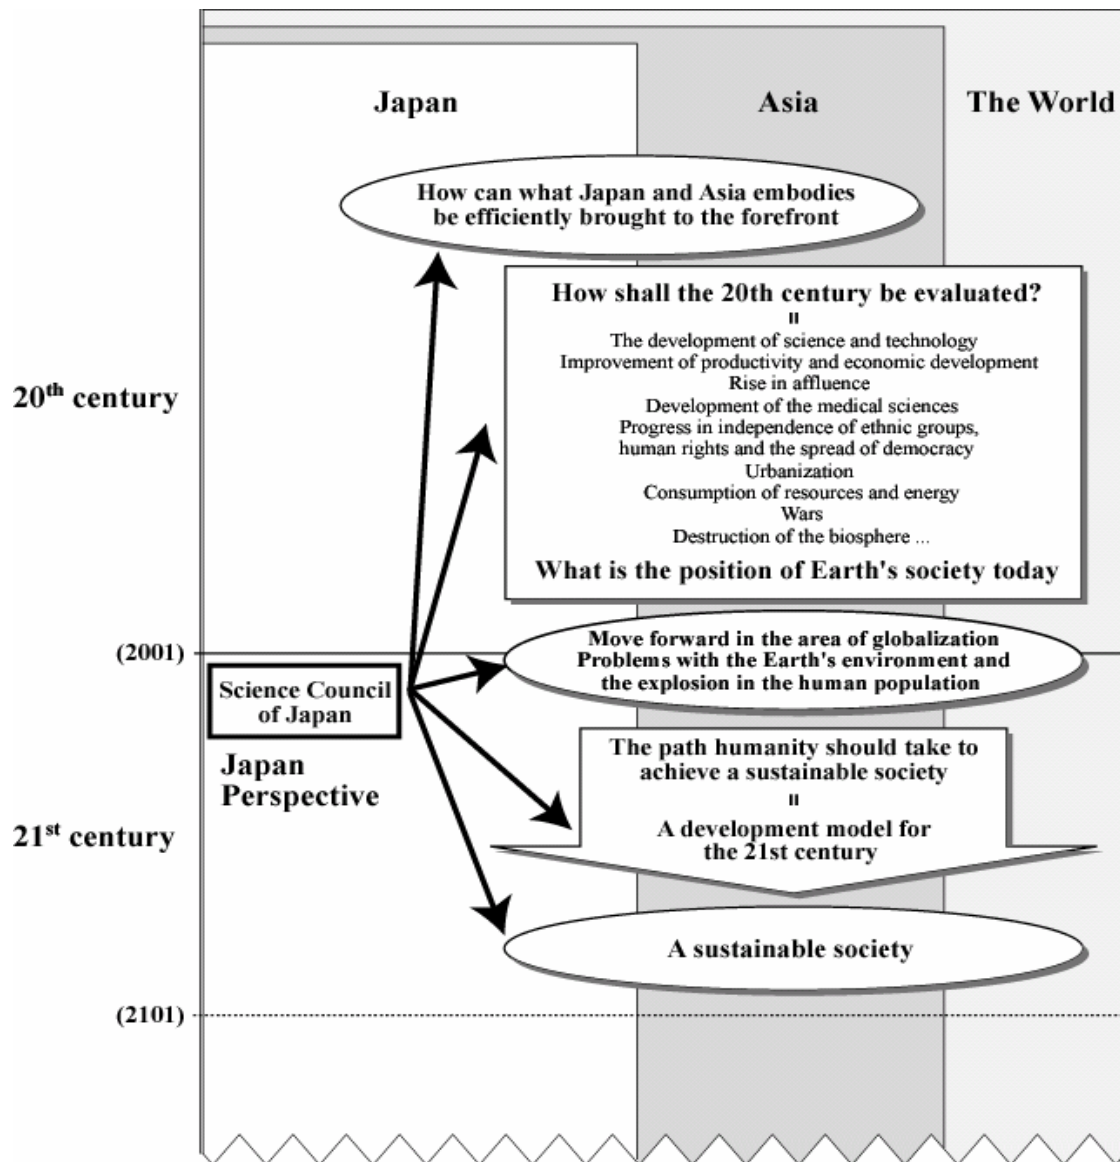 Japan
Asia
The World
How can what Japan and Asia embodies
be efficiently brought to the forefront
How shall the 20th century be evaluated?
=
The development of science and technology
Improvement of productivity and economic development
Rise in affluence
Development of the medical sciences
Progress in independence of ethnic groups,
human rights and the spread of democracy
Urbanization
Consumption of resources and energy
Wars
Destruction of the biosphere ...
What is the position of Earth's society today
20th century
(2001)
Move forward in the area of globalization
Problems with the Earth's environment and
the explosion in the human population
Science Council
of Japan
Japan
Perspective
21st century
The path humanity should take to
achieve a sustainable society
=
A development model for
the 21st century
A sustainable society
(2101)